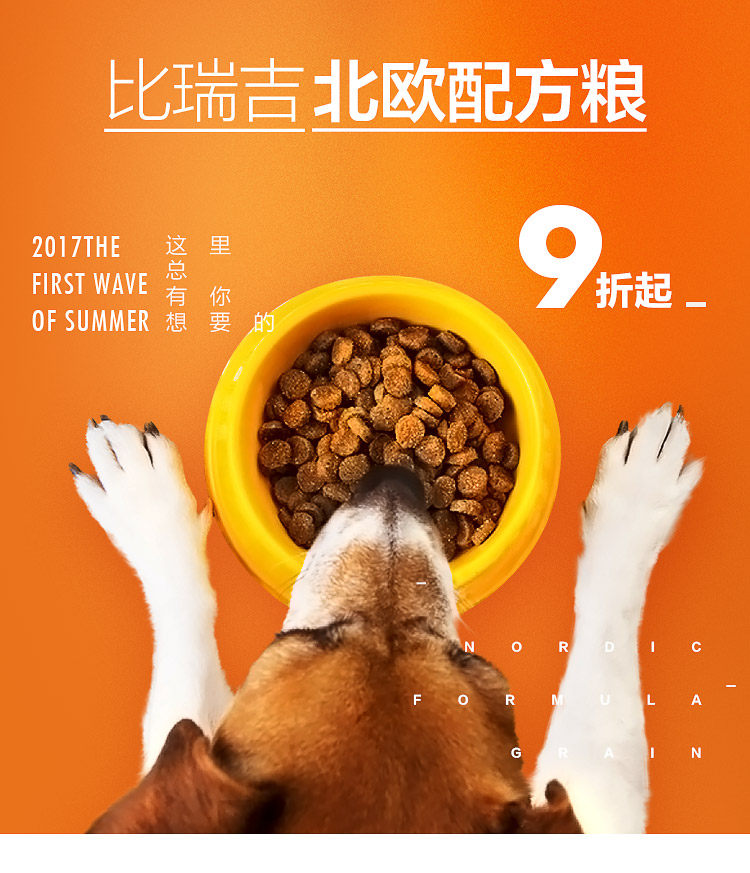 比瑞吉 北欧配方粮
2017THE
FIRST WAVE
OF SUMMER
这里
总
有你
想要的
9折起
NORDIC
FORMULA
GRAIN